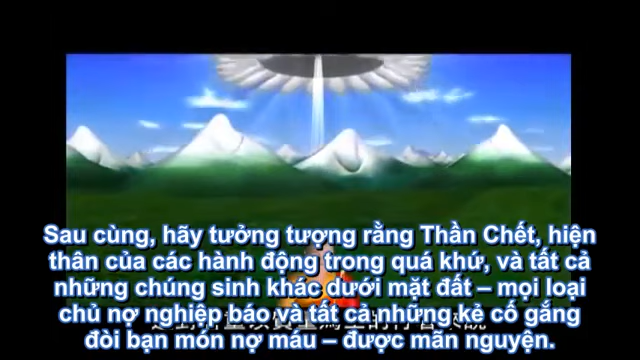 Sau cùng, hãy tưởng tượng rằng Thần Chết, hiện
thân của các hành động trong quá khứ, và tất cả
những chúng sinh khác dưới mặt đất – mọi loại
chủ nợ nghiệp báo và tất cả những kẻ cố gắng
đòi bạn món nợ máu – được mãn nguyện.